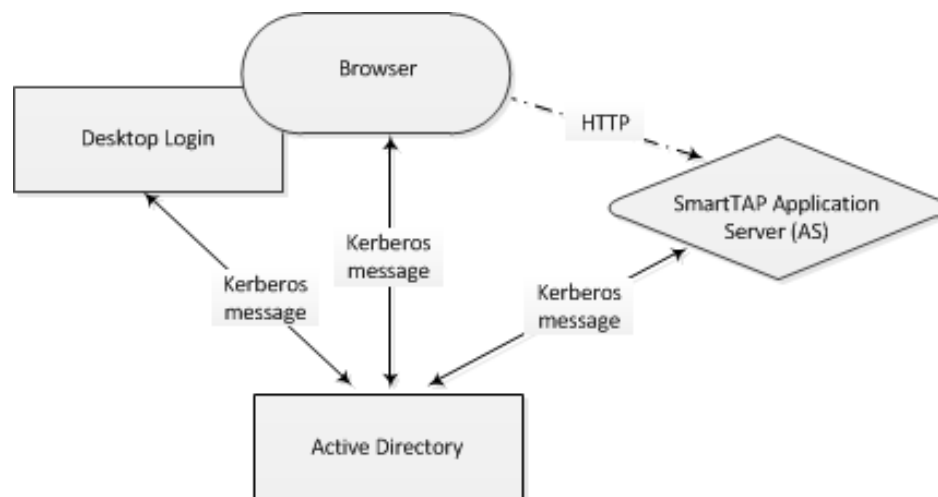 Browser
Desktop Login
HTTP
SmartTAP Application
Server (AS)
Kerberos
message
Kerberos
message
Kerberos
message
Active Directory